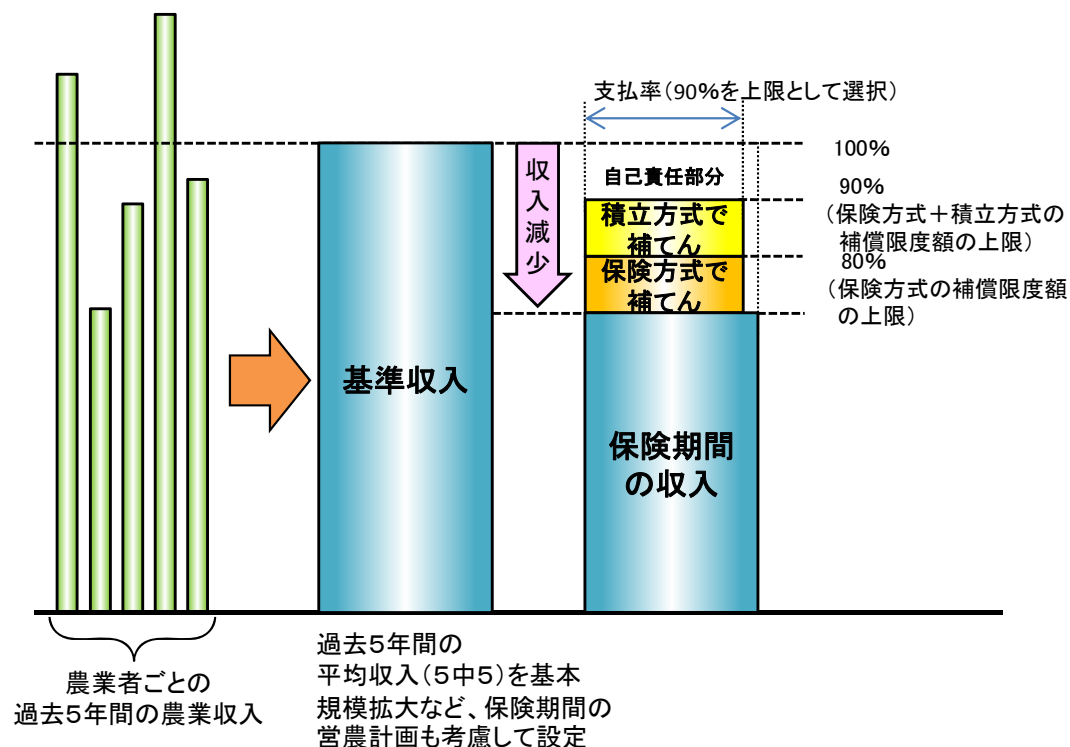 支払率（90％を上限として選択）
100%
収入減少
自己責任部分
90%
（保険方式＋積立方式の
補償限度額の上限）
積立方式で
補てん
80%
（保険方式の補償限度額
の上限）
保険方式で
補てん
基準収入
保険期間
の収入
農業者ごとの
過去５年間の農業収入
過去５年間の
平均収入（５中５）を基本
規模拡大など、保険期間の
営農計画も考慮して設定